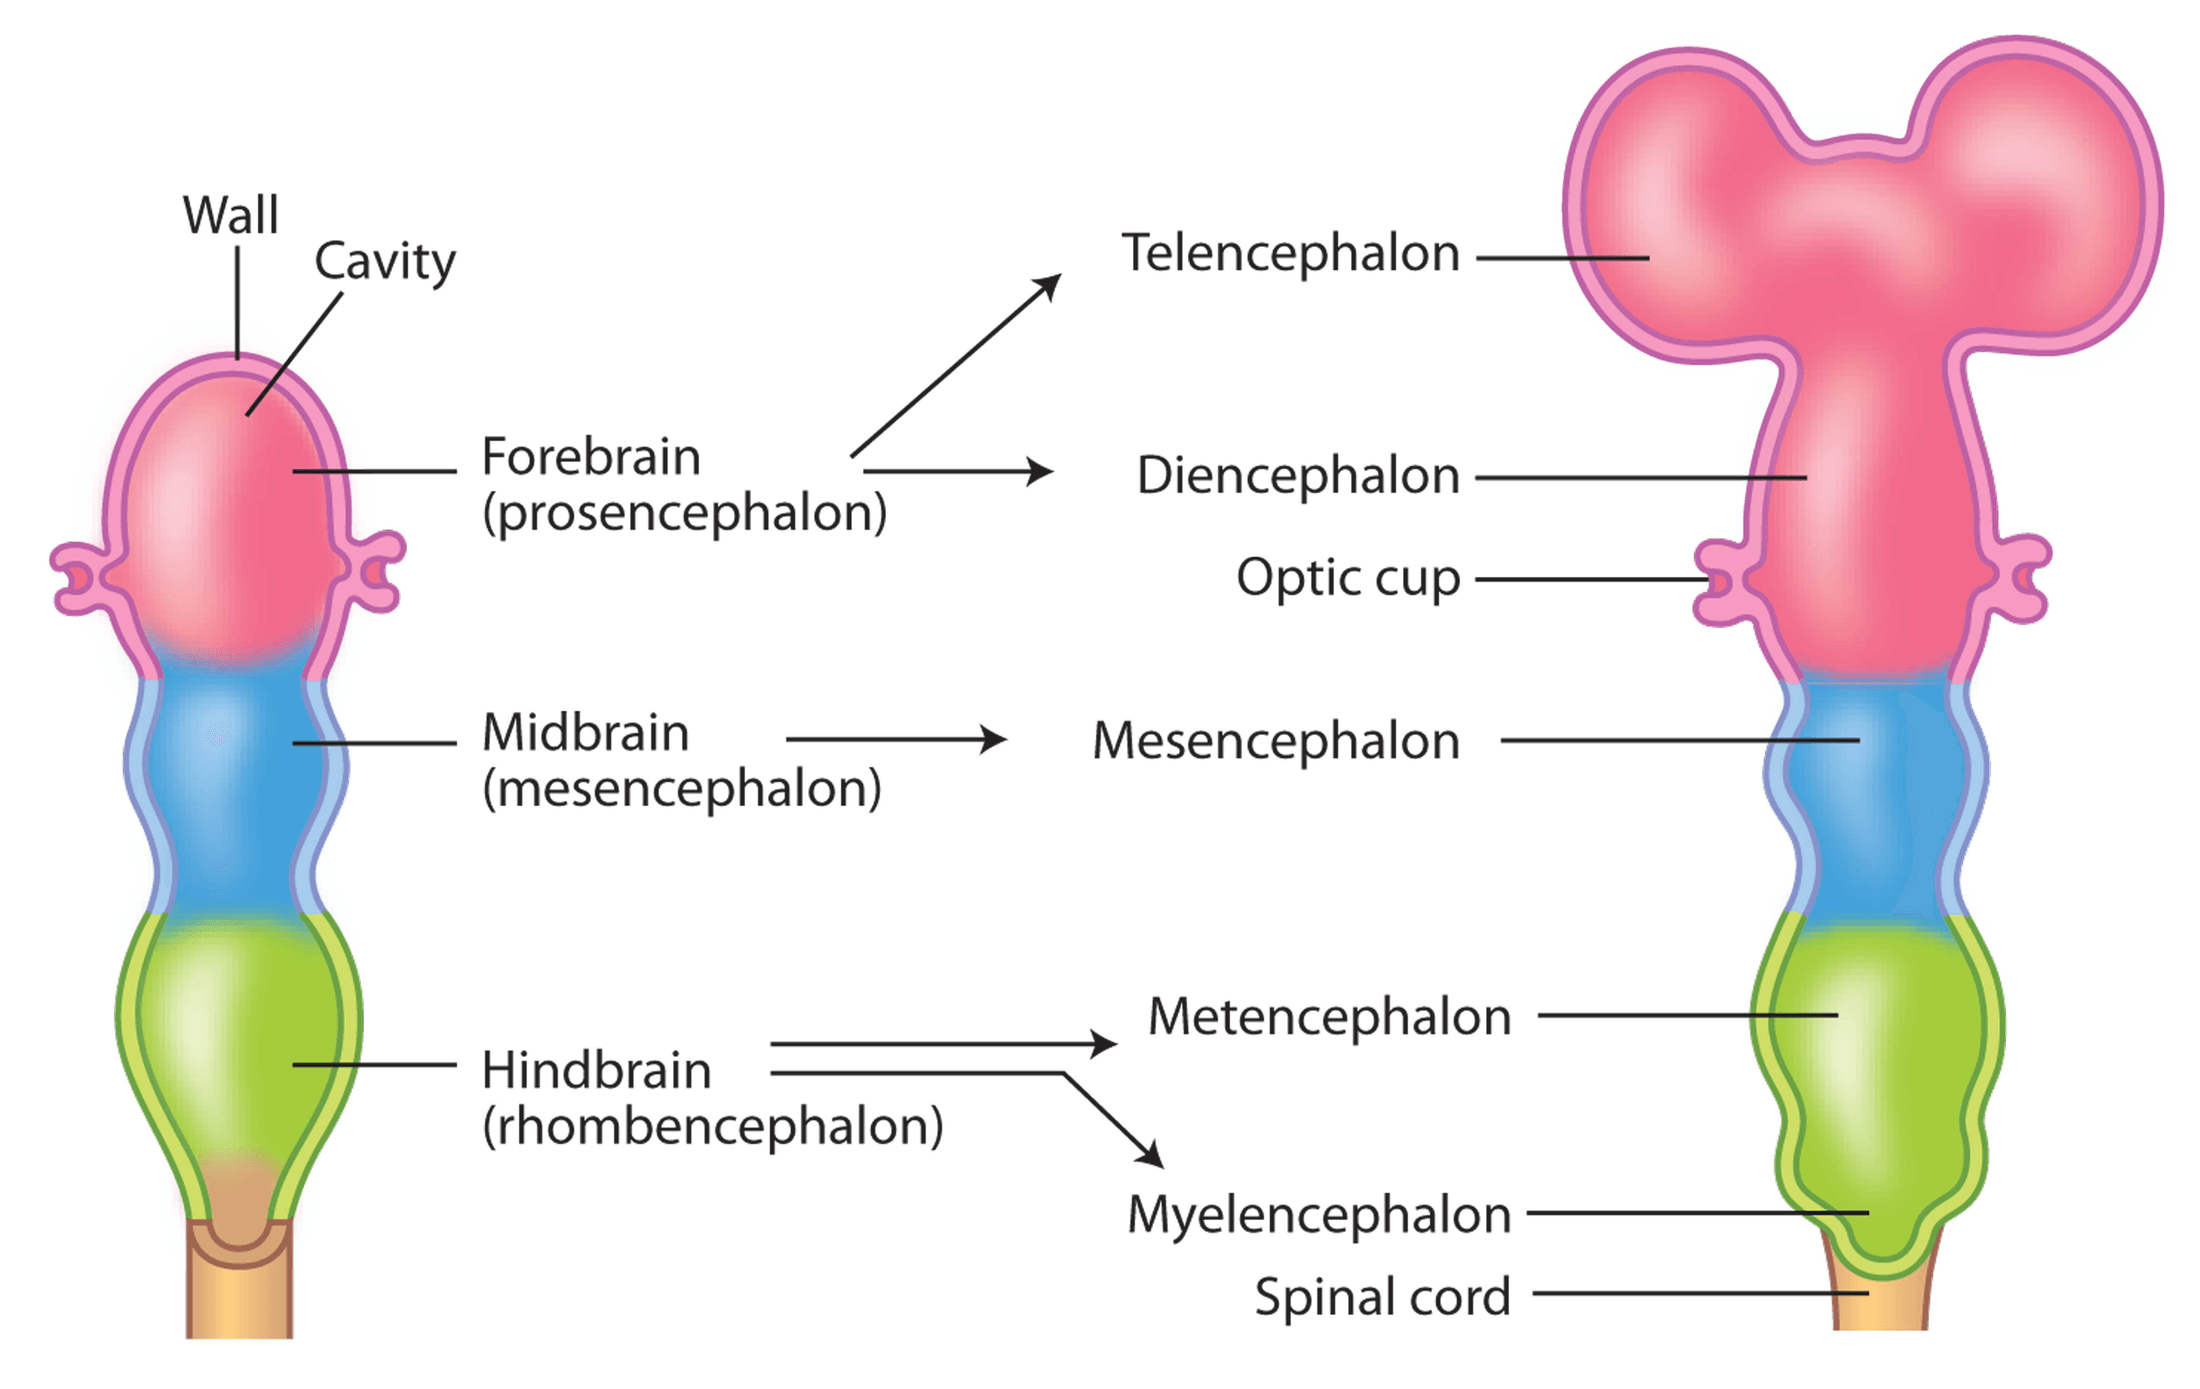 Wall
Cavity
Forebrain
(prosencephalon)
Midbrain
(mesencephalon)
Hindbrain
(rhombencephalon)
Telencephalon
Diencephalon
Optic cup
Mesencephalon
Metencephalon
Myelencephalon
Spinal cord